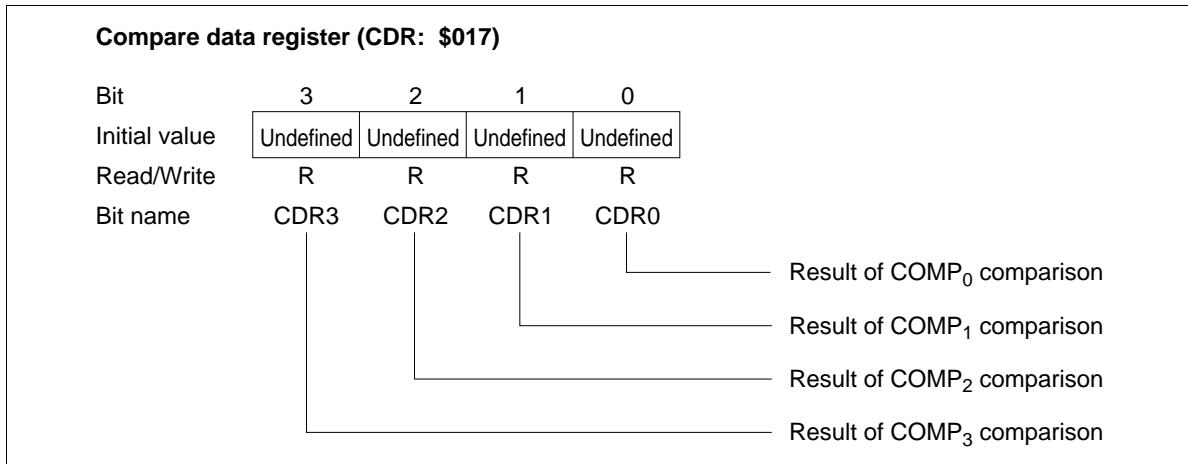 Compare data register (CDR: $017)
Bit 3 2 1 0
Initial value Undefined Undefined Undefined Undefined
Read/Write R R R R
Bit name CDR3 CDR2 CDR1 CDR0
Result of COMP0 comparison
Result of COMP1 comparison
Result of COMP2 comparison
Result of COMP3 comparison